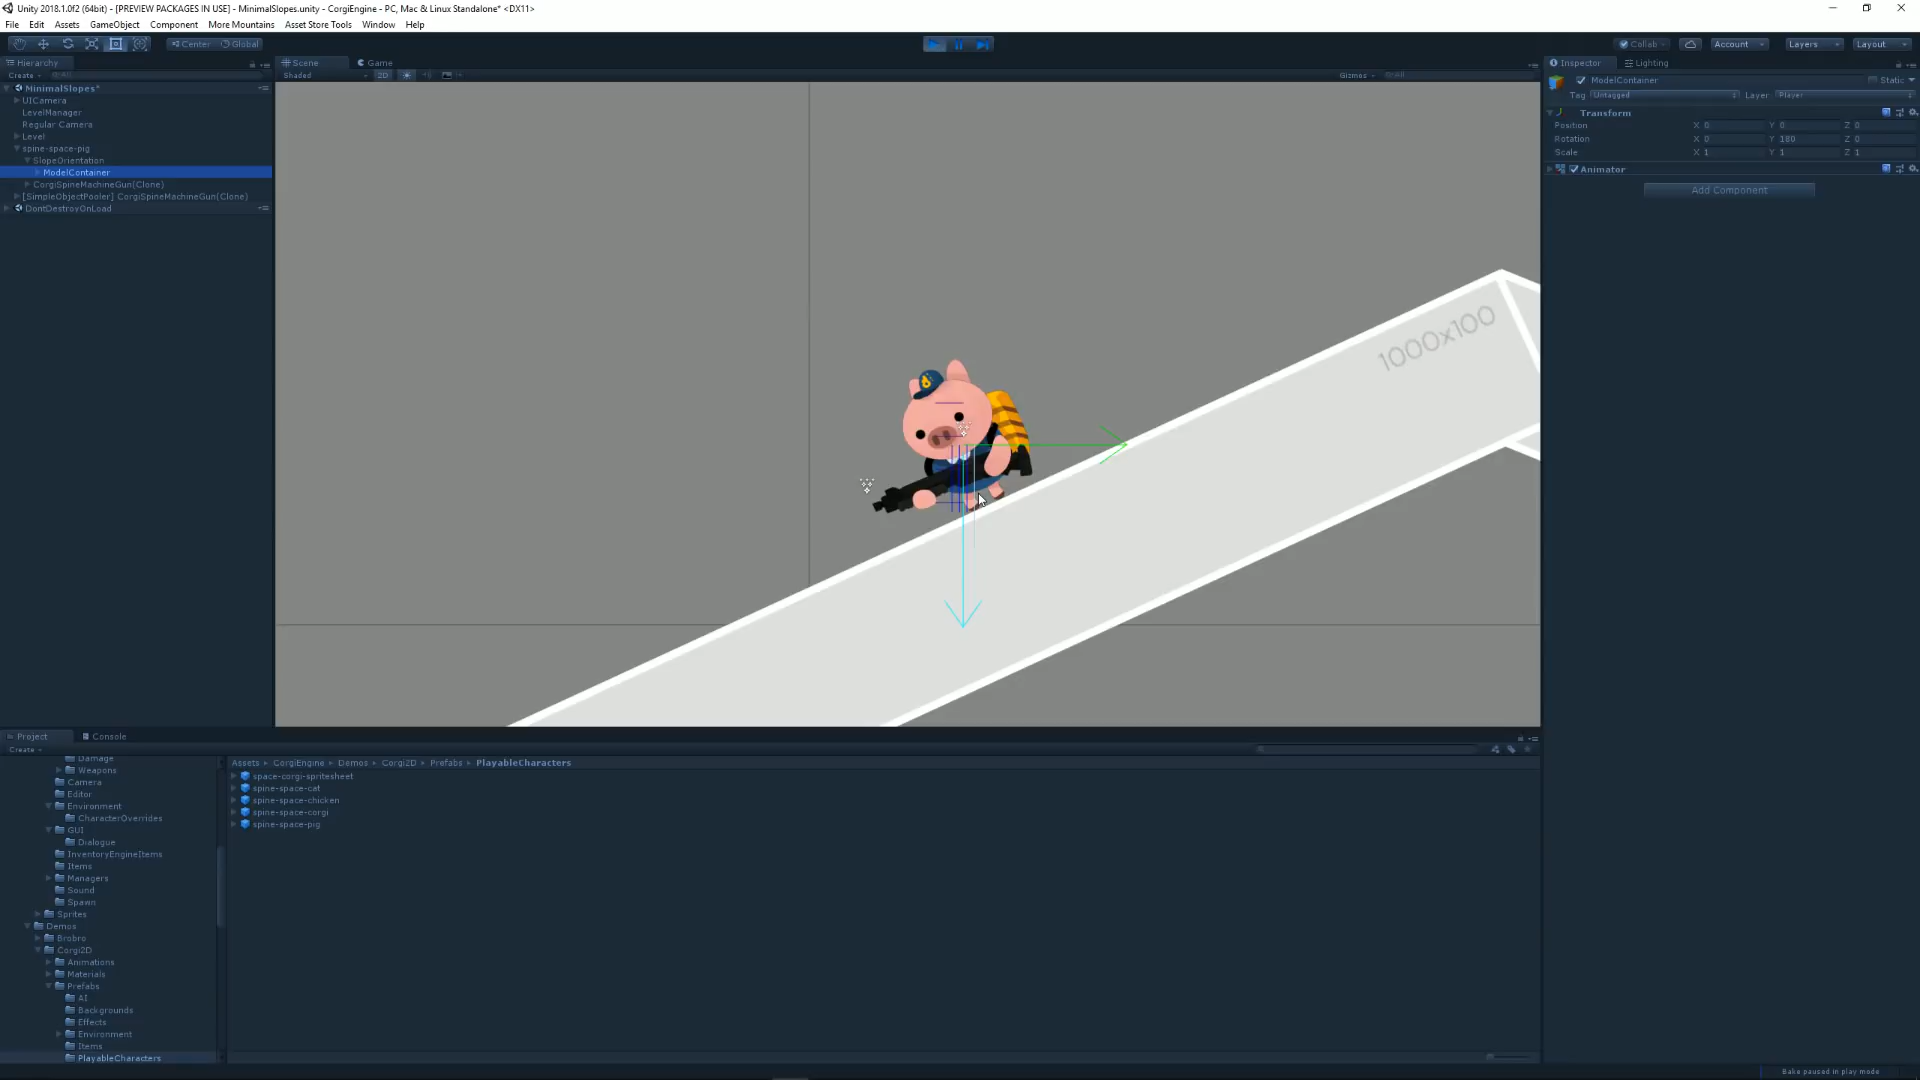 Unity 2018.1.0f2 (64bit) - [PREVIEW PACKAGES IN USE] - MinimalSlopes.unity - CorgiEngine - PC, Mac & Linux Standalone* <DX11>
File Edit Assets GameObject Component More Mountains Asset Store Tools Window Help
Center Global Collab Account Layers Layout
Hierarchy Scene Game Inspector Lighting
Create All Shaded 2D Gizmos All
ModelContainer Static
MinimalSlopes*
Tag Untagged Layer Player
UICamera
LevelManager
Transform
Regular Camera
Position X 0 Y 0 Z 0
Level
Rotation X 0 Y 180 Z 0
spine-space-pig
Scale X 1 Y 1 Z 1
SlopeOrientation
ModelContainer
Animator
CorgiSpineMachineGun(Clone)
Add Component
[SimpleObjectPooler] CorgiSpineMachineGun(Clone)
DontDestroyOnLoad
1000x100
Project Console
Create
Damage
Weapons
Camera
Editor
Environment
CharacterOverrides
GUI
Dialogue
InventoryEngineItems
Items
Managers
Sound
Spawn
Sprites
Demos
Brobro
Corgi2D
Animations
Materials
Prefabs
AI
Backgrounds
Effects
Environment
Items
PlayableCharacters
Assets CorgiEngine Demos Corgi2D Prefabs PlayableCharacters
space-corgi-spritesheet
spine-space-cat
spine-space-chicken
spine-space-corgi
spine-space-pig
Bake paused in play mode